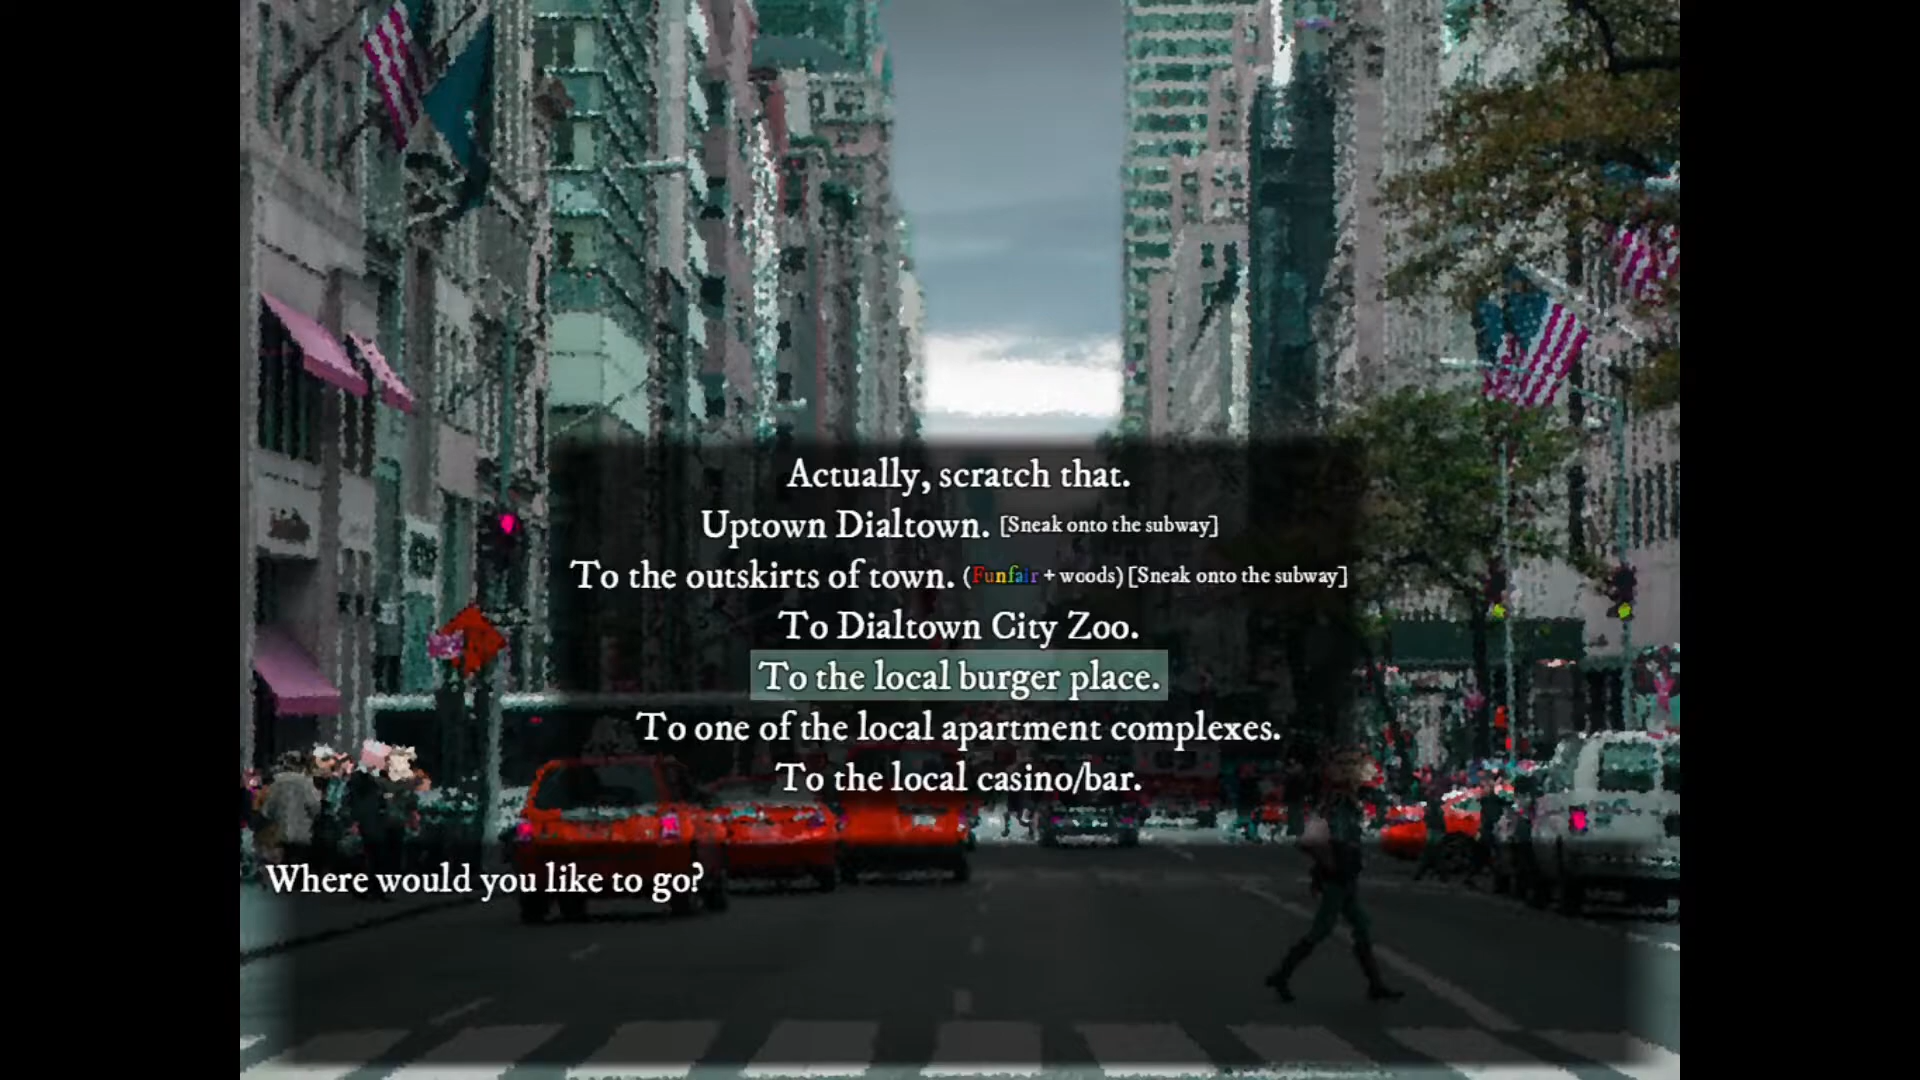 Actually, scratch that.
Uptown Dialtown. [Sneak onto the subway]
To the outskirts of town. (Funfair + woods) [Sneak onto the subway]
To Dialtown City Zoo.
To the local burger place.
To one of the local apartment complexes.
To the local casino/bar.
Where would you like to go?